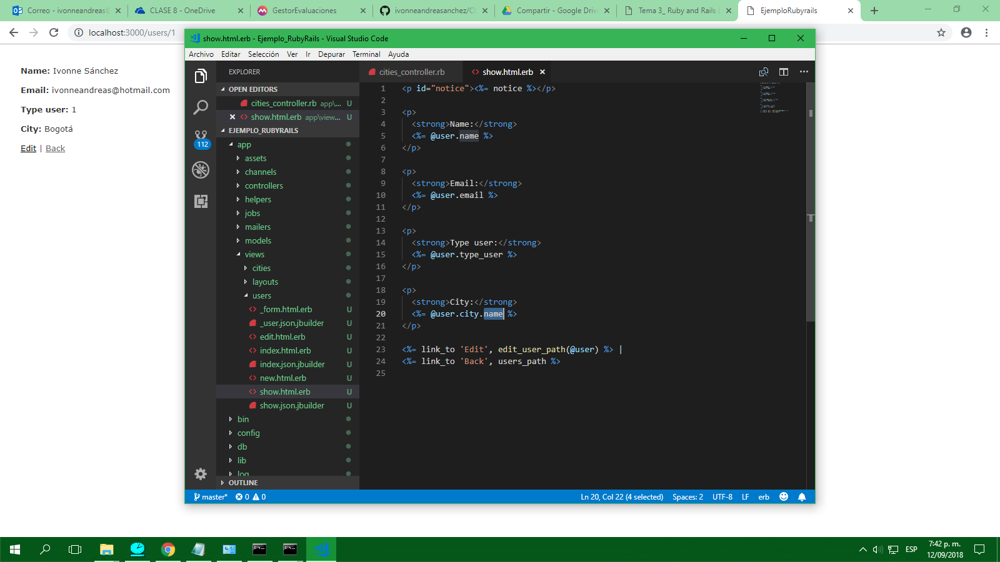 Correo - ivonneandreas@
CLASE 8 - OneDrive
GestorEvaluaciones
ivonneandreasanchez/CU
Compartir - Google Drive
Tema 3_ Ruby and Rails
EjemploRubyrails
localhost:3000/users/1
Name: Ivonne Sánchez
Email: ivonneandreas@hotmail.com
Type user: 1
City: Bogotá
Edit | Back
show.html.erb - Ejemplo_RubyRails - Visual Studio Code
Archivo Editar Selección Ver Ir Depurar Terminal Ayuda
112
EXPLORER
OPEN EDITORS
cities_controller.rb app\... U
show.html.erb app\view... U
EJEMPLO_RUBYRAILS
app
assets
channels
controllers
helpers
jobs
mailers
models
views
cities
layouts
users
_form.html.erb U
_user.json.jbuilder U
edit.html.erb U
index.html.erb U
index.json.jbuilder U
new.html.erb U
show.html.erb U
show.json.jbuilder U
bin
config
db
lib
log
OUTLINE
cities_controller.rb
show.html.erb
1 <p id="notice"><%= notice %></p>
2
3 <p>
4 <strong>Name:</strong>
5 <%= @user.name %>
6 </p>
7
8 <p>
9 <strong>Email:</strong>
10 <%= @user.email %>
11 </p>
12
13 <p>
14 <strong>Type user:</strong>
15 <%= @user.type_user %>
16 </p>
17
18 <p>
19 <strong>City:</strong>
20 <%= @user.city.name %>
21 </p>
22
23 <%= link_to 'Edit', edit_user_path(@user) %> |
24 <%= link_to 'Back', users_path %>
25
master* 0 0
Ln 20, Col 22 (4 selected) Spaces: 2 UTF-8 LF erb
ESP
7:42 p. m.
12/09/2018